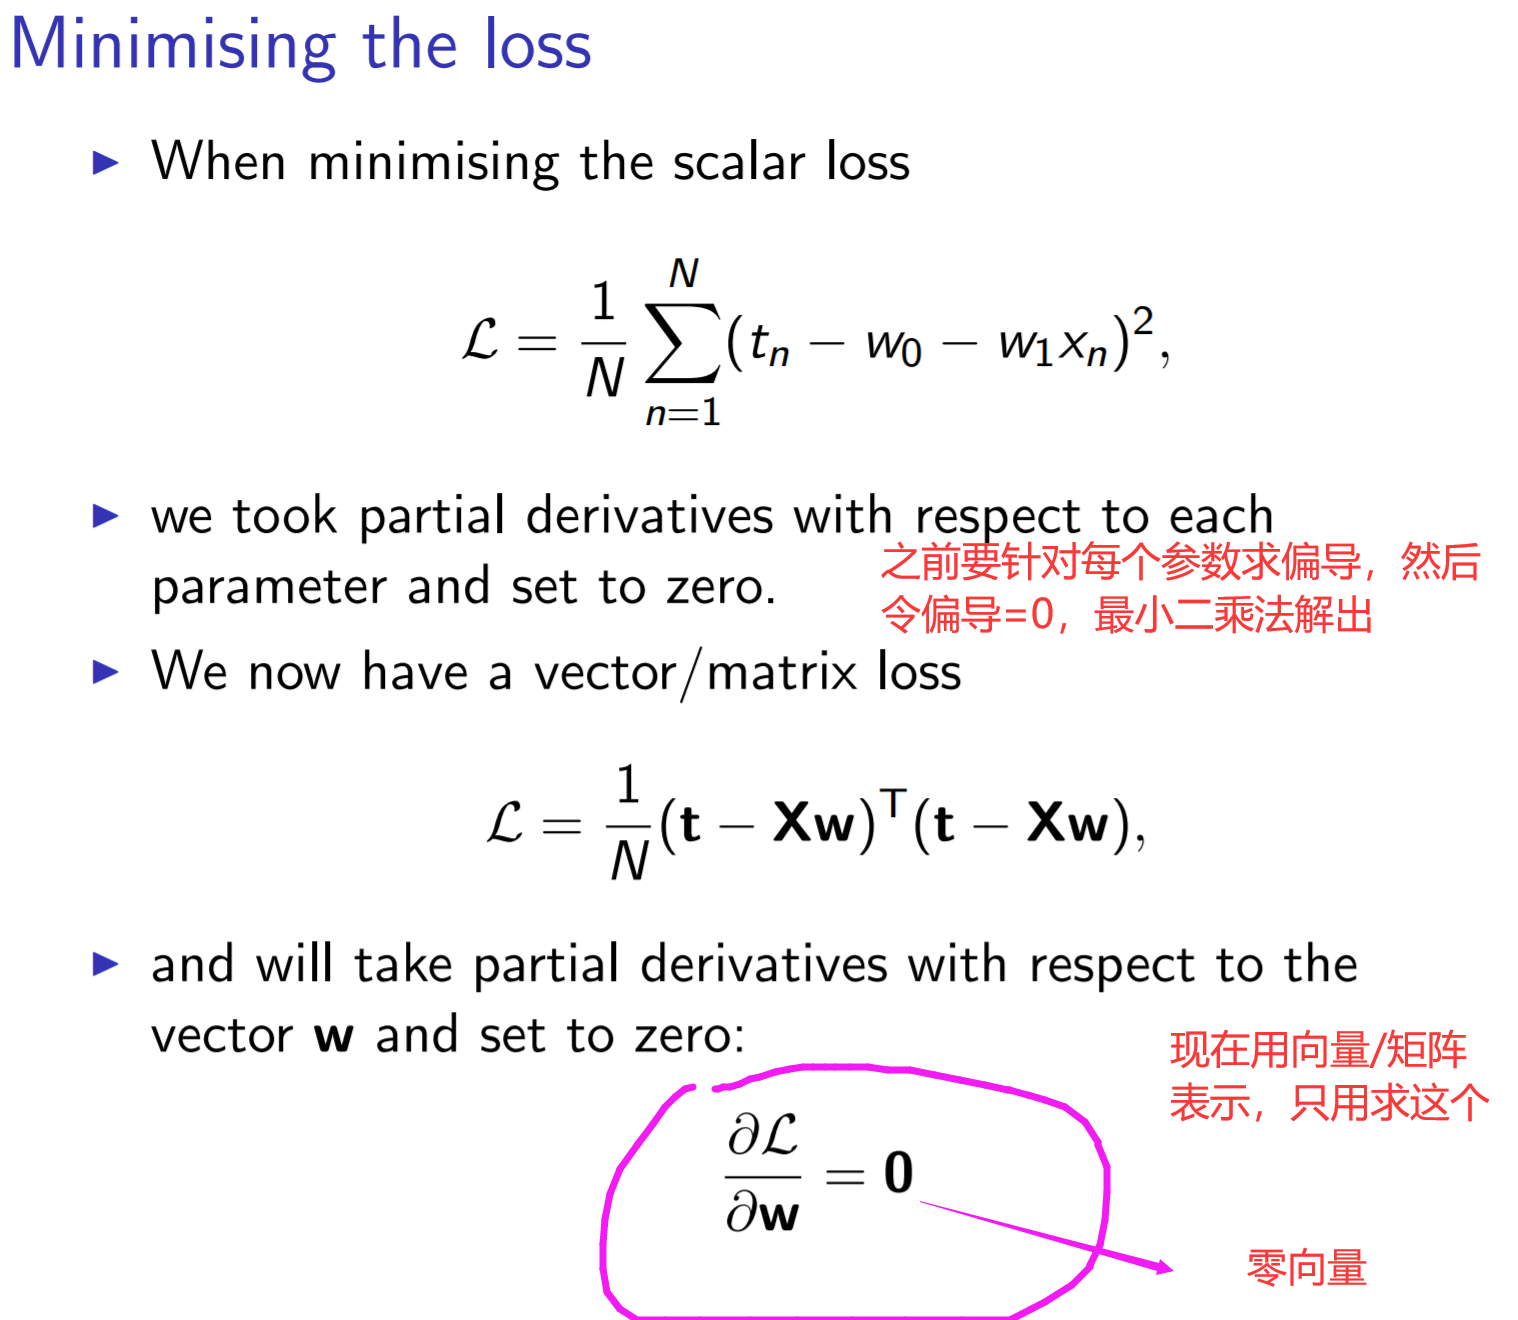 Minimising the loss
▶ When minimising the scalar loss
$\mathcal{L} = \frac{1}{N} \sum_{n=1}^{N} (t_n - w_0 - w_1 x_n)^2,$
▶ we took partial derivatives with respect to each
parameter and set to zero.
之前要针对每个参数求偏导，然后
令偏导=0，最小二乘法解出
▶ We now have a vector/matrix loss
$\mathcal{L} = \frac{1}{N} (\mathbf{t} - \mathbf{X}\mathbf{w})^{\mathsf{T}} (\mathbf{t} - \mathbf{X}\mathbf{w}),$
▶ and will take partial derivatives with respect to the
vector $\mathbf{w}$ and set to zero:
现在用向量/矩阵
表示，只用求这个
$\frac{\partial \mathcal{L}}{\partial \mathbf{w}} = \mathbf{0}$
零向量